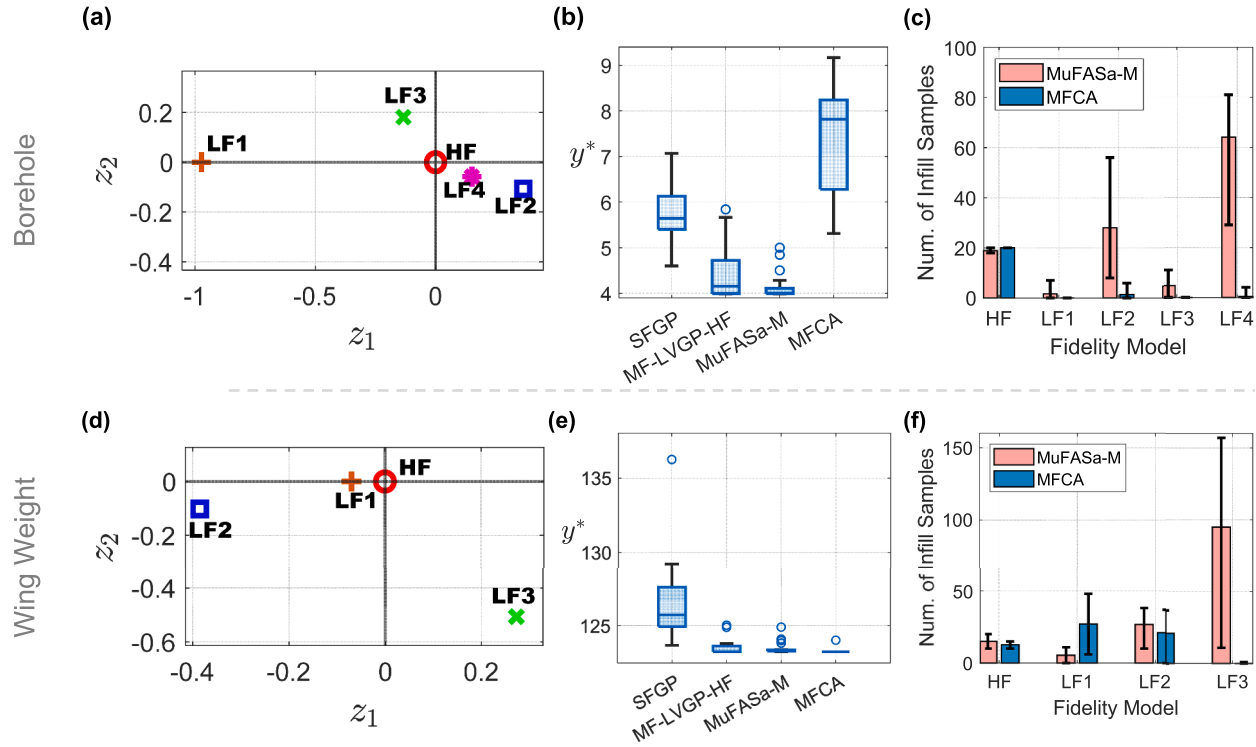 (a)
(b)
(c)
Borehole
z₂
0.2
0
-0.2
-0.4
LF1
LF3
HF
LF4
LF2
-1
-0.5
0
z₁
y*
9
8
7
6
5
4
SFGP
MF-LVGP-HF
MuFASa-M
MFCA
Num. of Infill Samples
100
80
60
40
20
0
MuFASa-M
MFCA
HF
LF1
LF2
LF3
LF4
Fidelity Model
(d)
(e)
(f)
Wing Weight
z₂
0
-0.2
-0.4
-0.6
HF
LF1
LF2
LF3
-0.4
-0.2
0
0.2
z₁
y*
135
130
125
SFGP
MF-LVGP-HF
MuFASa-M
MFCA
Num. of Infill Samples
150
100
50
0
MuFASa-M
MFCA
HF
LF1
LF2
LF3
Fidelity Model